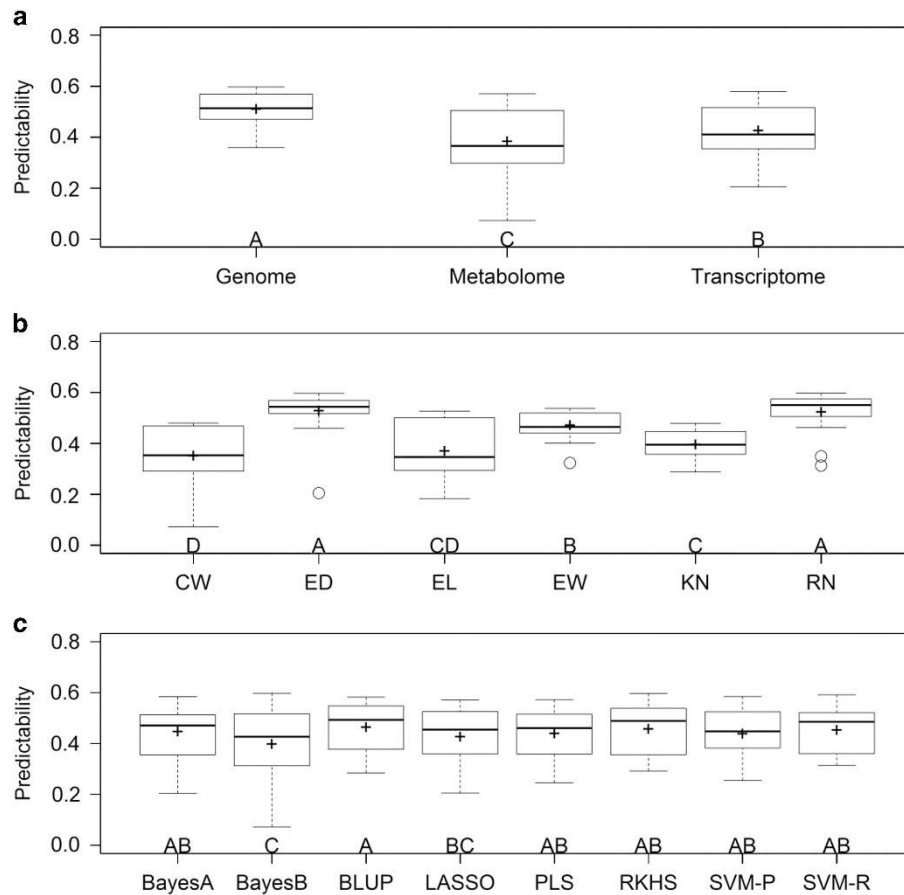 a
0.8
0.6
0.4
0.2
0.0
Predictability
A C B
Genome Metabolome Transcriptome
b
0.8
0.6
0.4
0.2
0.0
Predictability
D A CD B C A
CW ED EL EW KN RN
c
0.8
0.6
0.4
0.2
0.0
Predictability
AB C A BC AB AB AB AB
BayesA BayesB BLUP LASSO PLS RKHS SVM-P SVM-R